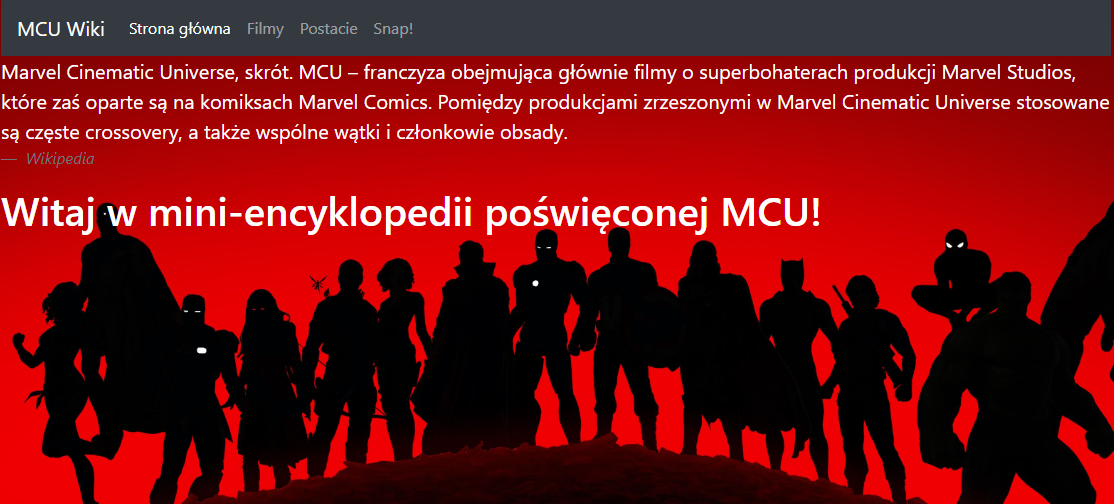 MCU Wiki Strona główna Filmy Postacie Snap!
Marvel Cinematic Universe, skrót. MCU – franczyza obejmująca głównie filmy o superbohaterach produkcji Marvel Studios,
które zaś oparte są na komiksach Marvel Comics. Pomiędzy produkcjami zrzeszonymi w Marvel Cinematic Universe stosowane
są częste crossovery, a także wspólne wątki i członkowie obsady.
— Wikipedia
Witaj w mini-encyklopedii poświęconej MCU!